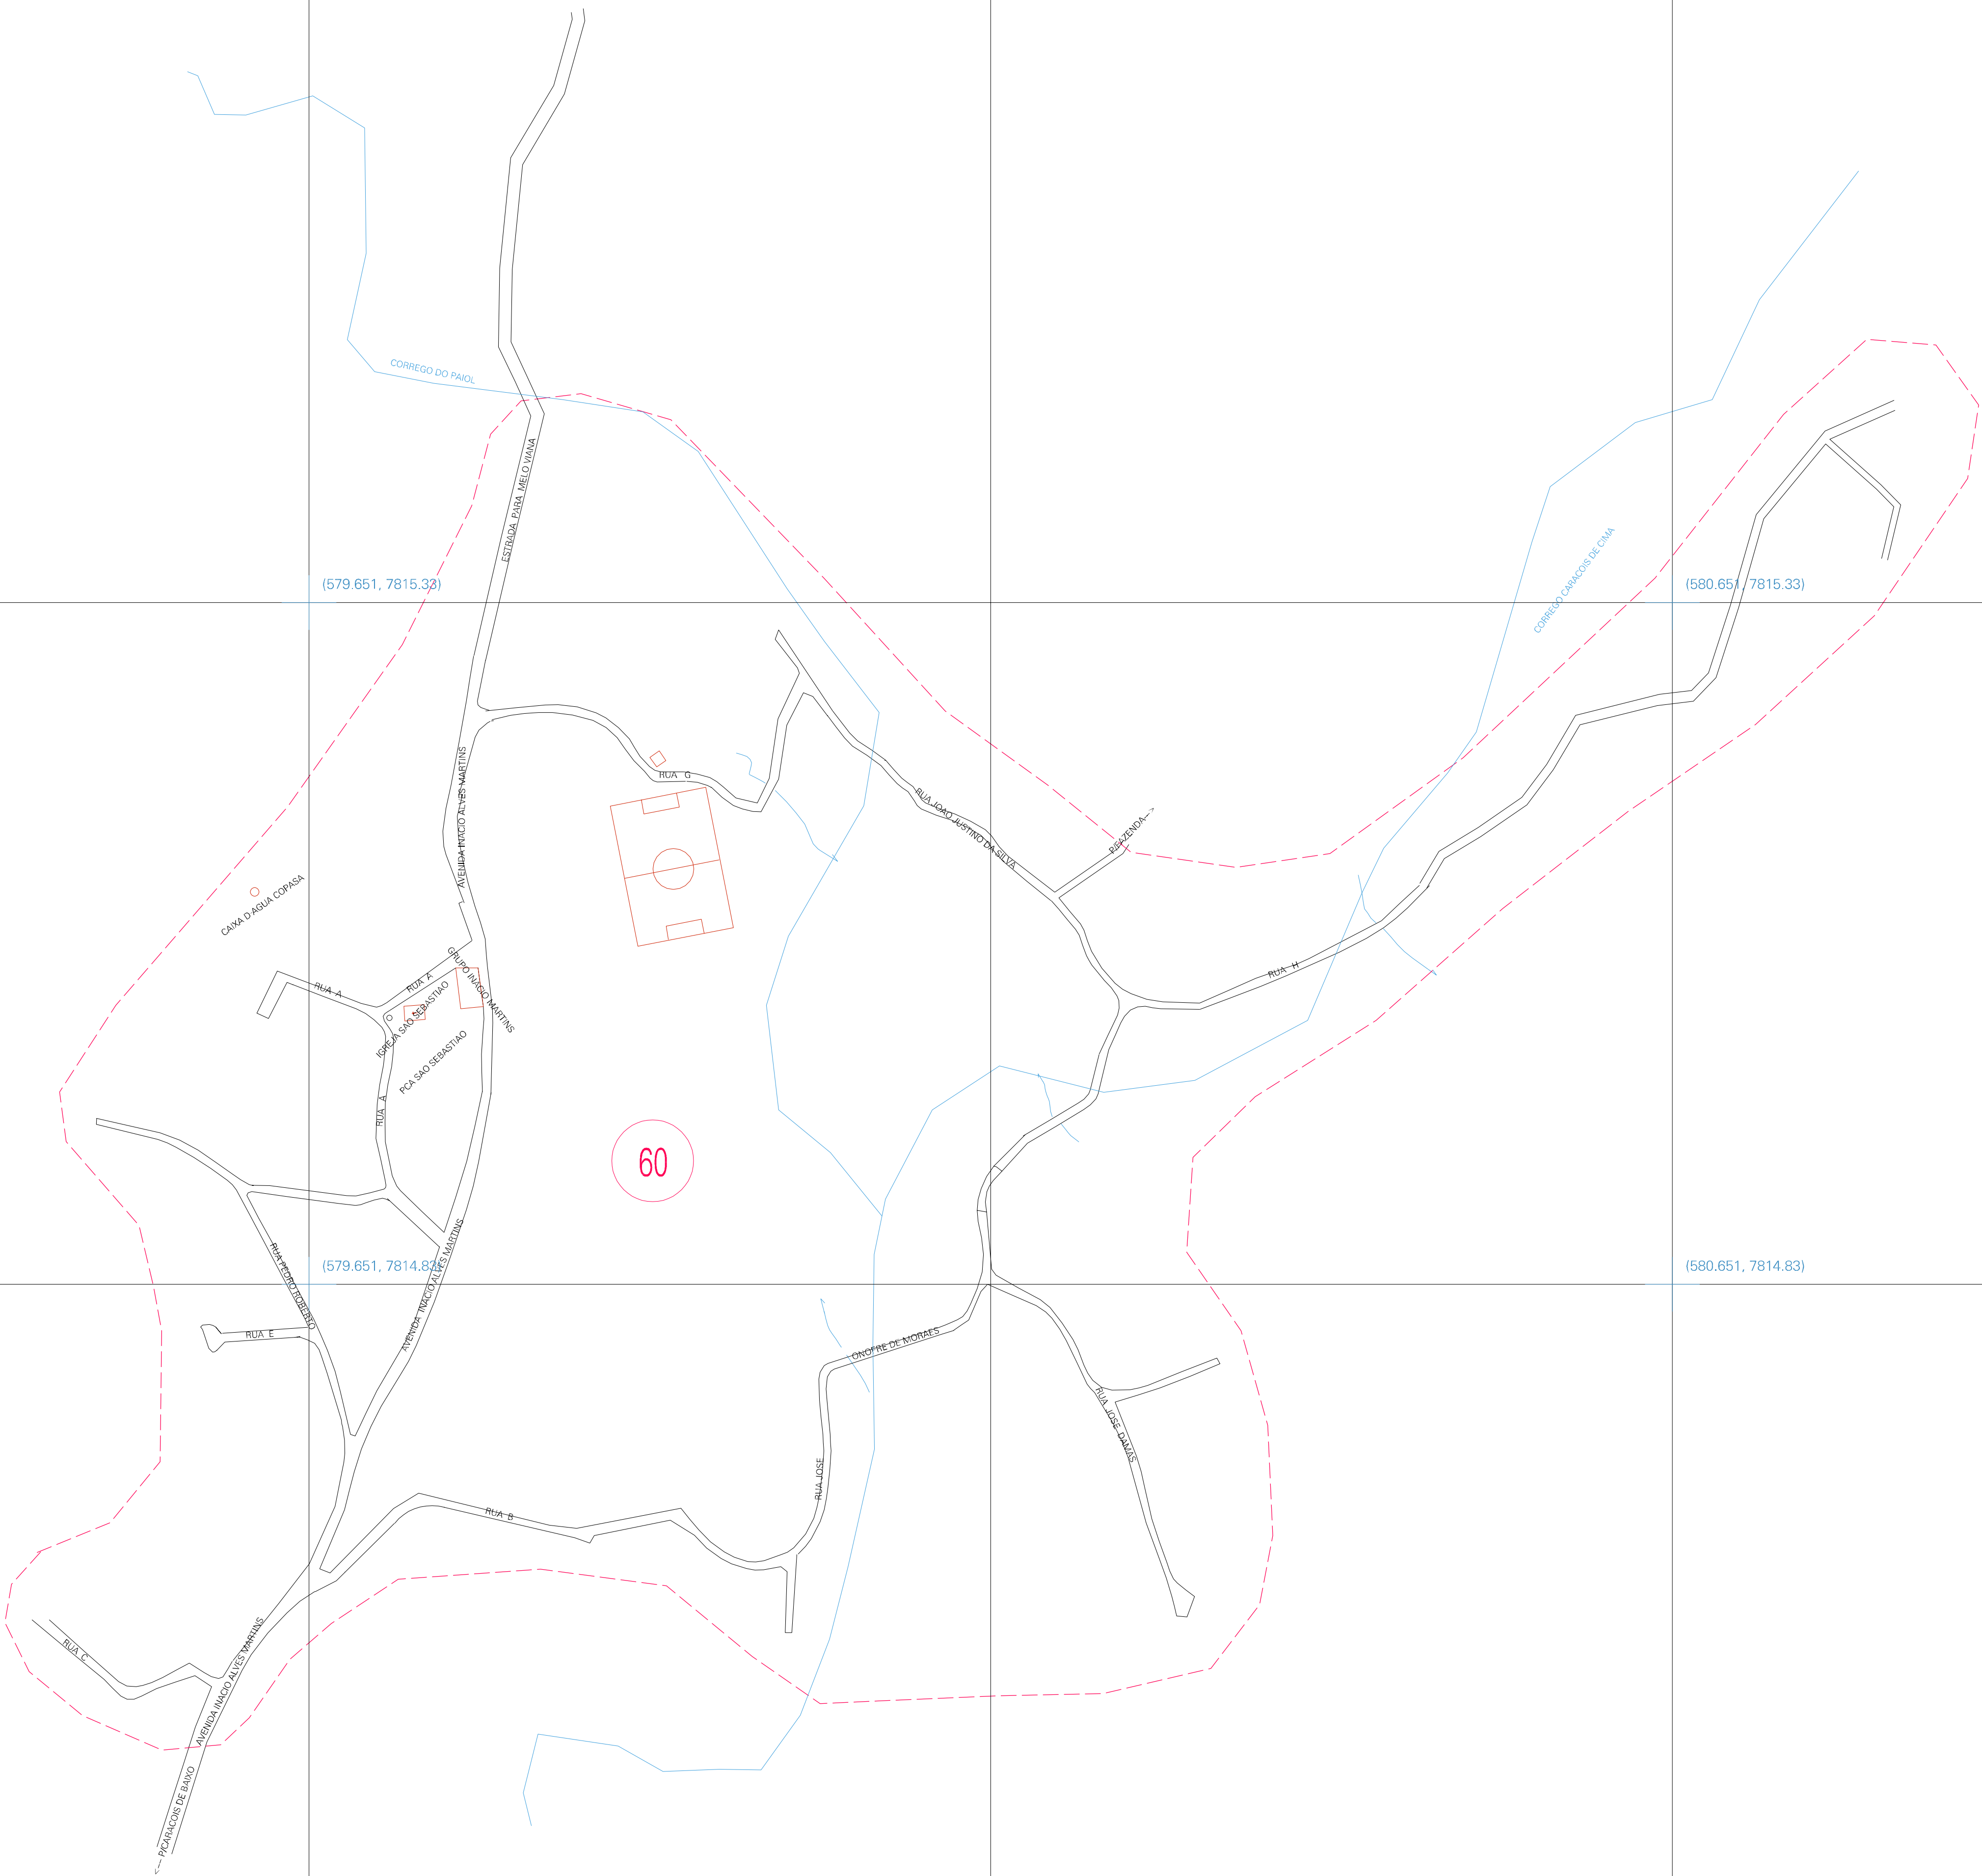 CORREGO DO PAIOL
ESTRADA PARA MELO VIANA
CORREGO CARACOIS DE CIMA
(579.651, 7815.33)
(580.651, 7815.33)
AVENIDA INACIO ALVES MARTINS
RUA G
RUA JOAO JUSTINO DA SILVA
P/FAZENDA
CAIXA D AGUA COPASA
GRUPO INACIO MARTINS
RUA A
RUA A
RUA H
IGREJA SAO SEBASTIAO
PCA SAO SEBASTIAO
RUA A
60
RUA PEDRO ROBERTO
AVENIDA INACIO ALVES MARTINS
(579.651, 7814.83)
(580.651, 7814.83)
RUA E
ONOFRE DE MORAES
RUA JOSE DAMAS
RUA JOSE
RUA B
RUA C
AVENIDA INACIO ALVES MARTINS
P/CARACOIS DE BAIXO